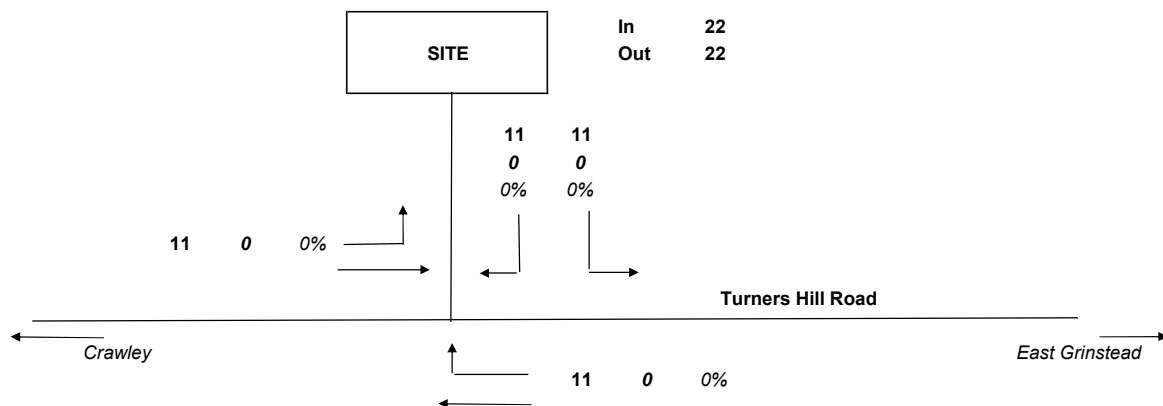 In 22
SITE
Out 22
11 11
0 0
0% 0%
11 0 0%
Turners Hill Road
Crawley
East Grinstead
11 0 0%